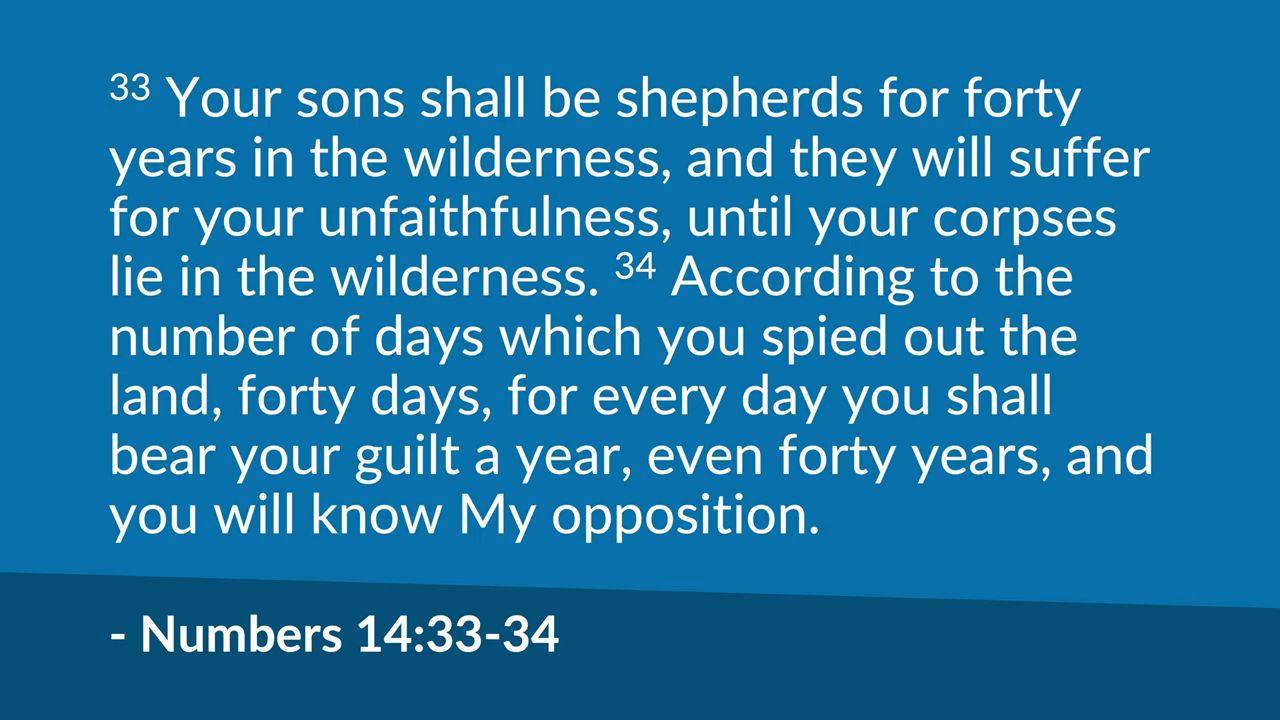 33 Your sons shall be shepherds for forty
years in the wilderness, and they will suffer
for your unfaithfulness, until your corpses
lie in the wilderness. 34 According to the
number of days which you spied out the
land, forty days, for every day you shall
bear your guilt a year, even forty years, and
you will know My opposition.
- Numbers 14:33-34